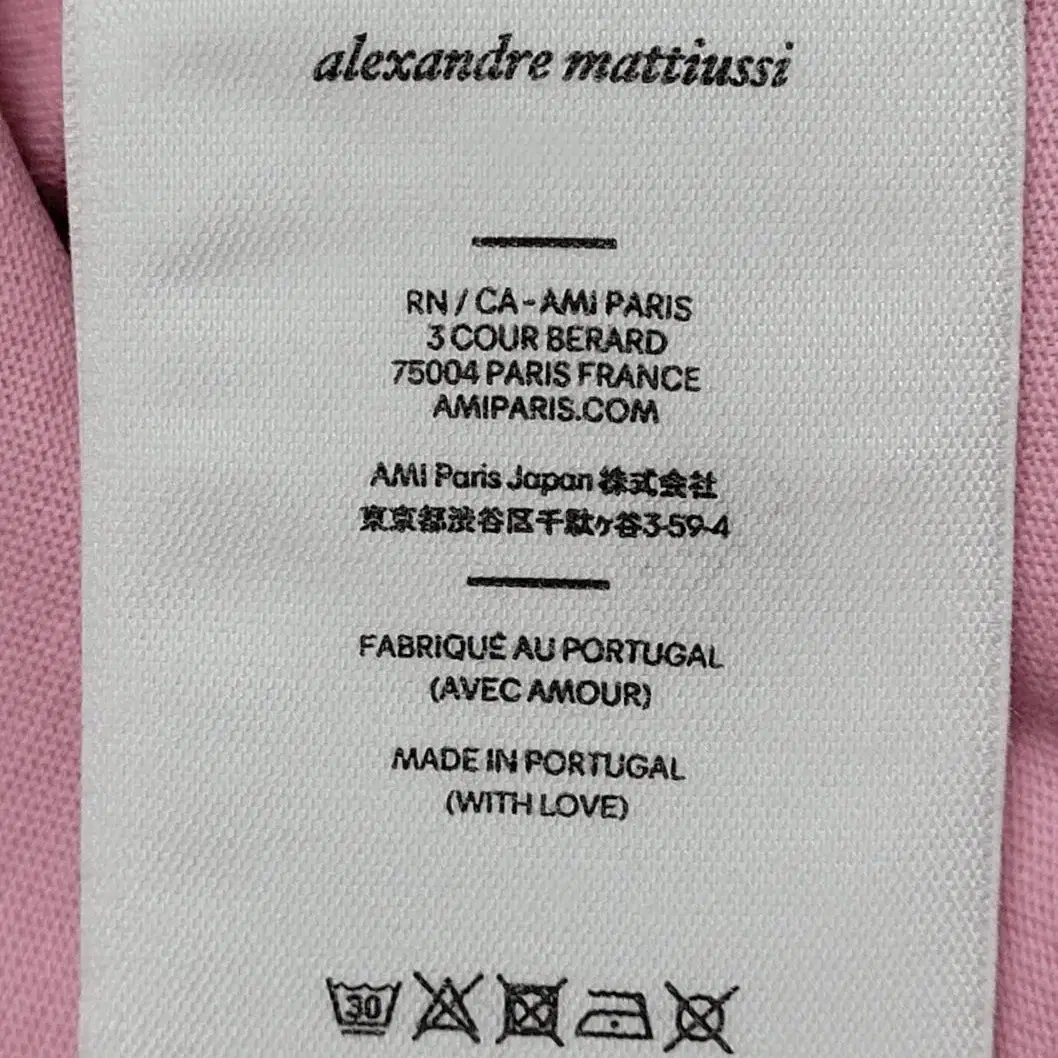 alexandre mattiussi
RN / CA - AMI PARIS
3 COUR BERARD
75004 PARIS FRANCE
AMIPARIS.COM
AMI Paris Japan 株式会社
東京都渋谷区千駄ヶ谷3-59-4
FABRIQUÉ AU PORTUGAL
(AVEC AMOUR)
MADE IN PORTUGAL
(WITH LOVE)
30